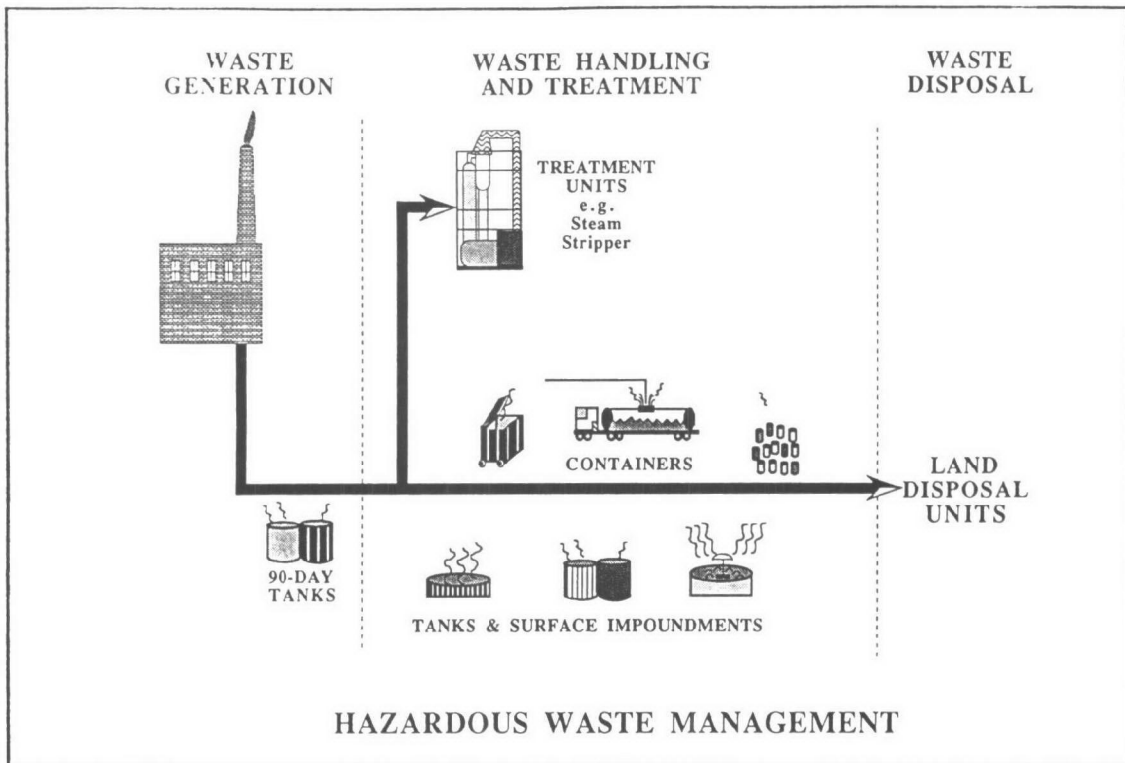 WASTE
GENERATION
WASTE HANDLING
AND TREATMENT
WASTE
DISPOSAL
TREATMENT
UNITS
e.g.
Steam
Stripper
CONTAINERS
LAND
DISPOSAL
UNITS
90-DAY
TANKS
TANKS & SURFACE IMPOUNDMENTS
HAZARDOUS WASTE MANAGEMENT